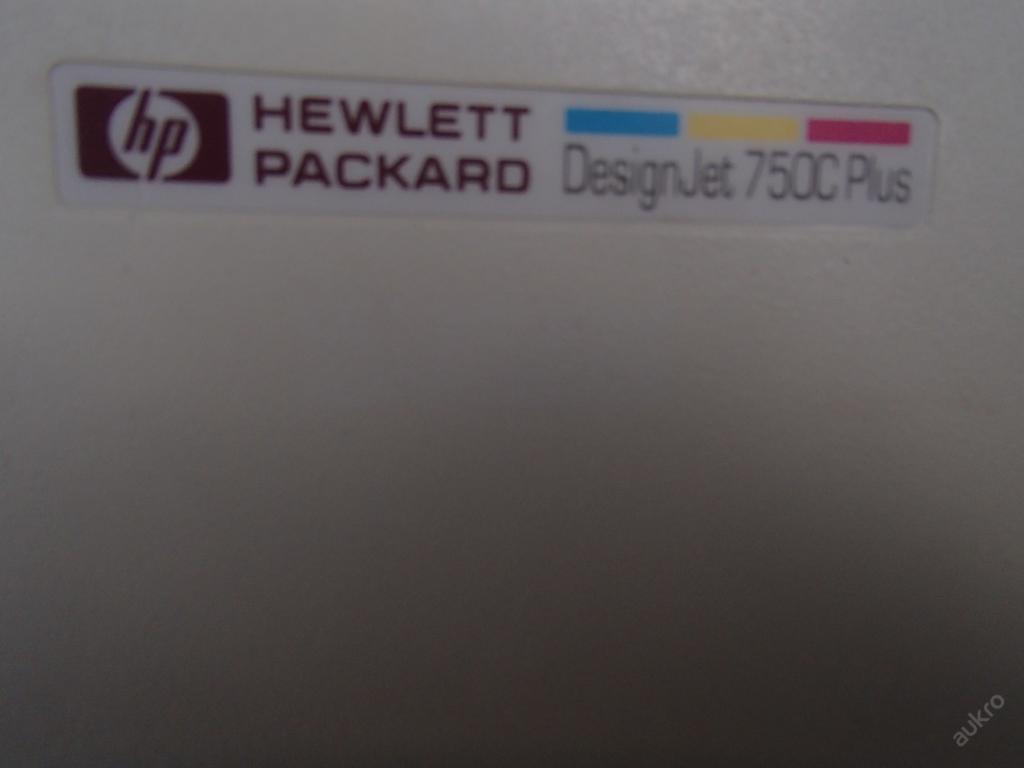 hp
HEWLETT
PACKARD
DesignJet 750C Plus
aukro